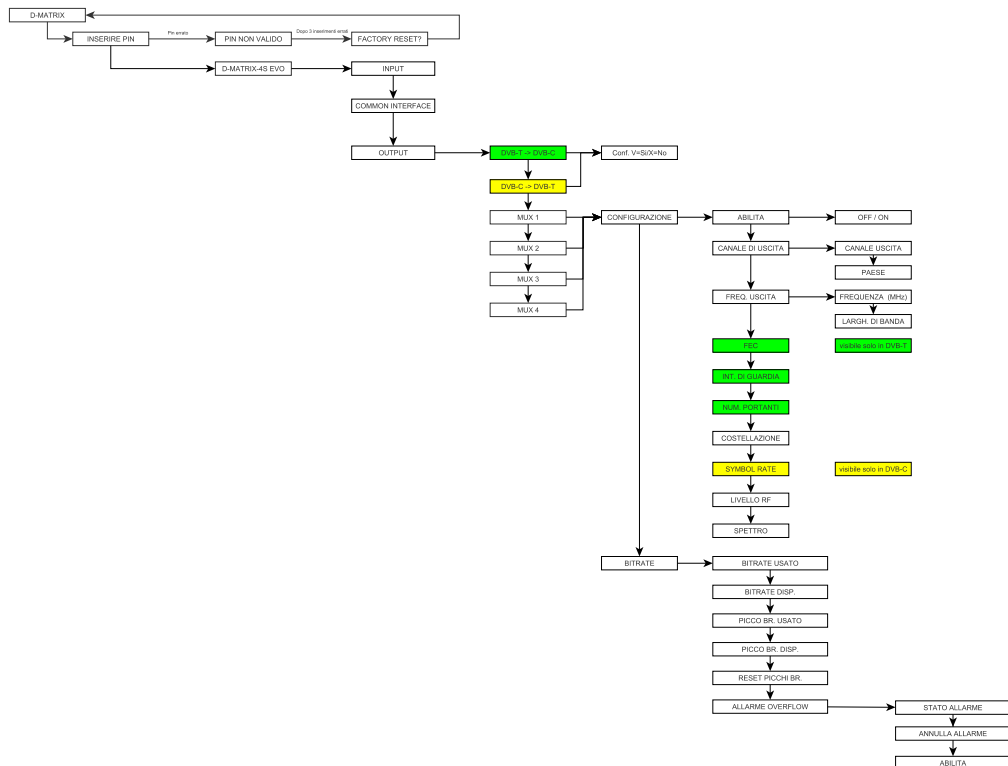 D-MATRIX
INSERIRE PIN
Pin errato
PIN NON VALIDO
Dopo 3 inserimenti errati
FACTORY RESET?
D-MATRIX-4S EVO
INPUT
COMMON INTERFACE
OUTPUT
DVB-T -> DVB-C
Conf. V=Si/X=No
DVB-C -> DVB-T
MUX 1
CONFIGURAZIONE
ABILITA
OFF / ON
MUX 2
CANALE DI USCITA
CANALE USCITA
PAESE
MUX 3
FREQ. USCITA
FREQUENZA (MHz)
MUX 4
LARGH. DI BANDA
FEC
visibile solo in DVB-T
INT. DI GUARDIA
NUM. PORTANTI
COSTELLAZIONE
SYMBOL RATE
visibile solo in DVB-C
LIVELLO RF
SPETTRO
BITRATE
BITRATE USATO
BITRATE DISP.
PICCO BR. USATO
PICCO BR. DISP.
RESET PICCHI BR.
ALLARME OVERFLOW
STATO ALLARME
ANNULLA ALLARME
ABILITA